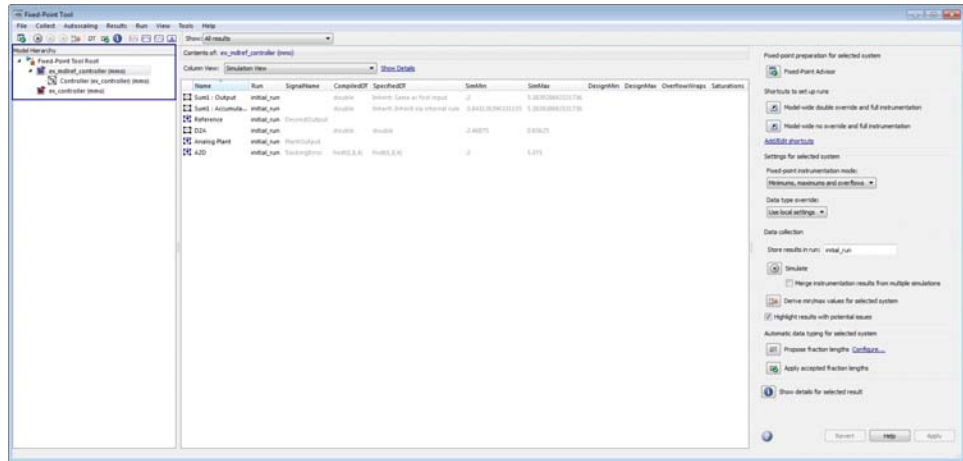 Fixed-Point Tool
File Collect Autoscaling Results Run View Tools Help
Show: All results
Model Hierarchy
Fixed-Point Tool Root
ex_mdlref_controller (mmo)
Controller (ex_controller) (mmo)
ex_controller (mmo)
Contents of: ex_mdlref_controller (mmo)
Column View: Simulation View Show Details
Name Run SignalName CompiledDT SpecifiedDT SimMin SimMax DesignMin DesignMax OverflowWraps Saturations
Sum1 : Output initial_run double Inherit: Same as first input -2
Sum1 : Accumula... initial_run double Inherit: Inherit via internal rule
Reference initial_run DesiredOutput
D2A initial_run double double
Analog Plant initial_run PlantOutput
A2D initial_run TrackingError -2
Fixed-point preparation for selected system
Fixed-Point Advisor
Shortcuts to set up runs
Model-wide double override and full instrumentation
Model-wide no override and full instrumentation
Add/Edit shortcuts
Settings for selected system
Fixed-point instrumentation mode:
Minimums, maximums and overflows
Data type override:
Use local settings
Data collection
Store results in run: initial_run
Simulate
Merge instrumentation results from multiple simulations
Derive min/max values for selected system
Highlight results with potential issues
Automatic data typing for selected system
Propose fraction lengths Configure...
Apply accepted fraction lengths
Show details for selected result
Revert Help Apply